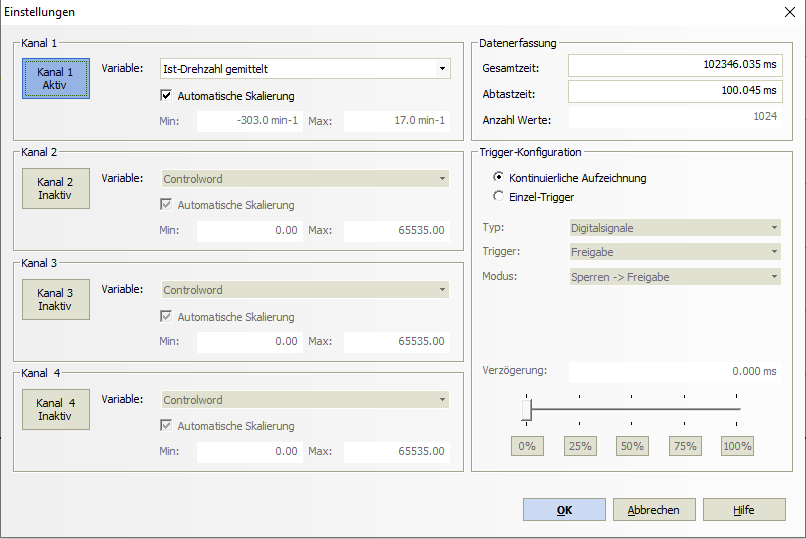 Einstellungen
Kanal 1
Kanal 1
Aktiv
Variable: Ist-Drehzahl gemittelt
Automatische Skalierung
Min: -303.0 min-1 Max: 17.0 min-1
Kanal 2
Kanal 2
Inaktiv
Variable: Controlword
Automatische Skalierung
Min: 0.00 Max: 65535.00
Kanal 3
Kanal 3
Inaktiv
Variable: Controlword
Automatische Skalierung
Min: 0.00 Max: 65535.00
Kanal 4
Kanal 4
Inaktiv
Variable: Controlword
Automatische Skalierung
Min: 0.00 Max: 65535.00
Datenerfassung
Gesamtzeit: 102346.035 ms
Abtastzeit: 100.045 ms
Anzahl Werte: 1024
Trigger-Konfiguration
Kontinuierliche Aufzeichnung
Einzel-Trigger
Typ: Digitalsignale
Trigger: Freigabe
Modus: Sperren -> Freigabe
Verzögerung: 0.000 ms
0% 25% 50% 75% 100%
OK Abbrechen Hilfe